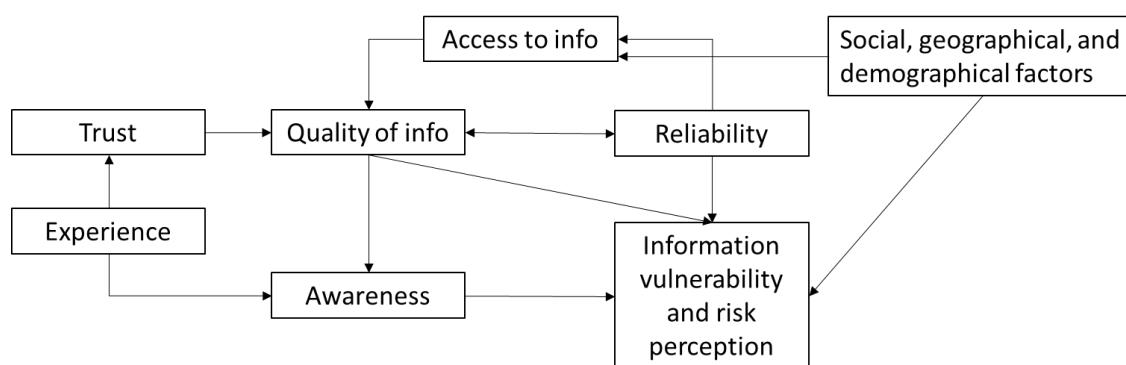 Access to info
Social, geographical, and
demographical factors
Trust
Quality of info
Reliability
Experience
Awareness
Information
vulnerability
and risk
perception